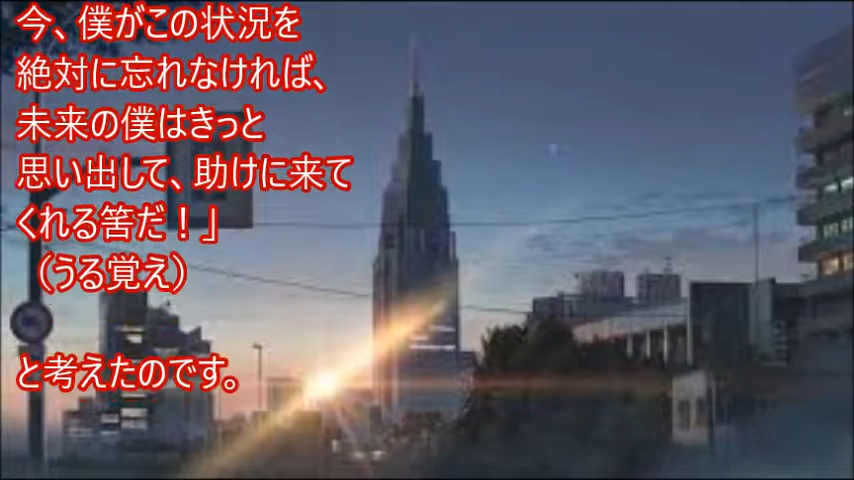 今、僕がこの状況を
絶対に忘れなければ、
未来の僕はきっと
思い出して、助けに来て
くれる筈だ！」
（うる覚え）
と考えたのです。